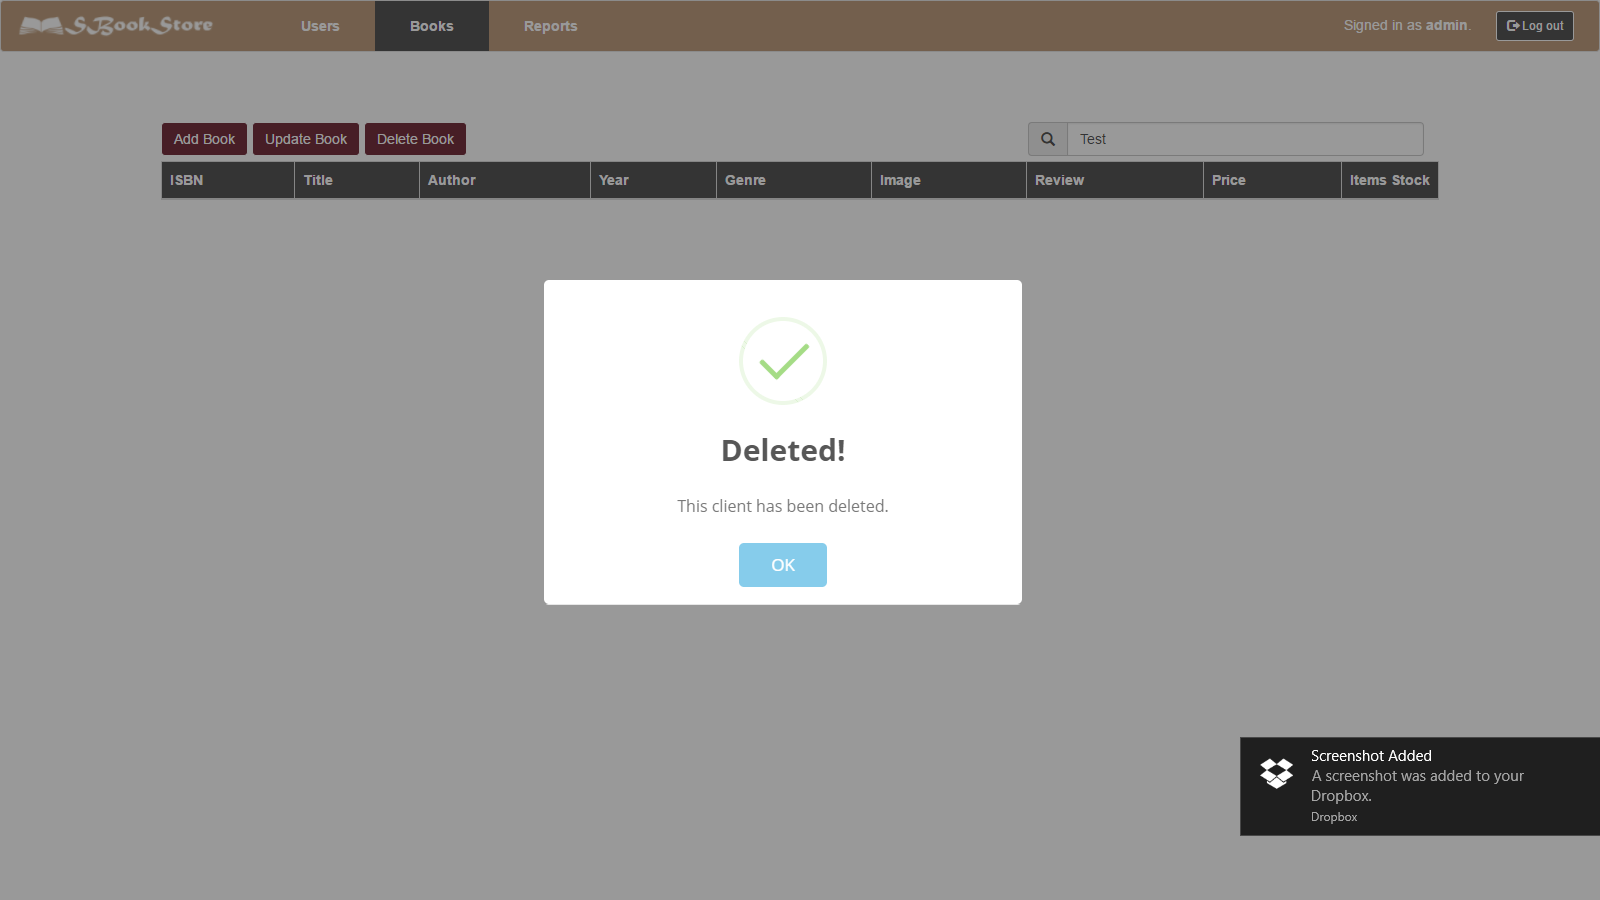 SBookStore
Users
Books
Reports
Signed in as admin.
Log out
Add Book
Update Book
Delete Book
Test
ISBN
Title
Author
Year
Genre
Image
Review
Price
Items Stock
Deleted!
This client has been deleted.
OK
Screenshot Added
A screenshot was added to your
Dropbox.
Dropbox